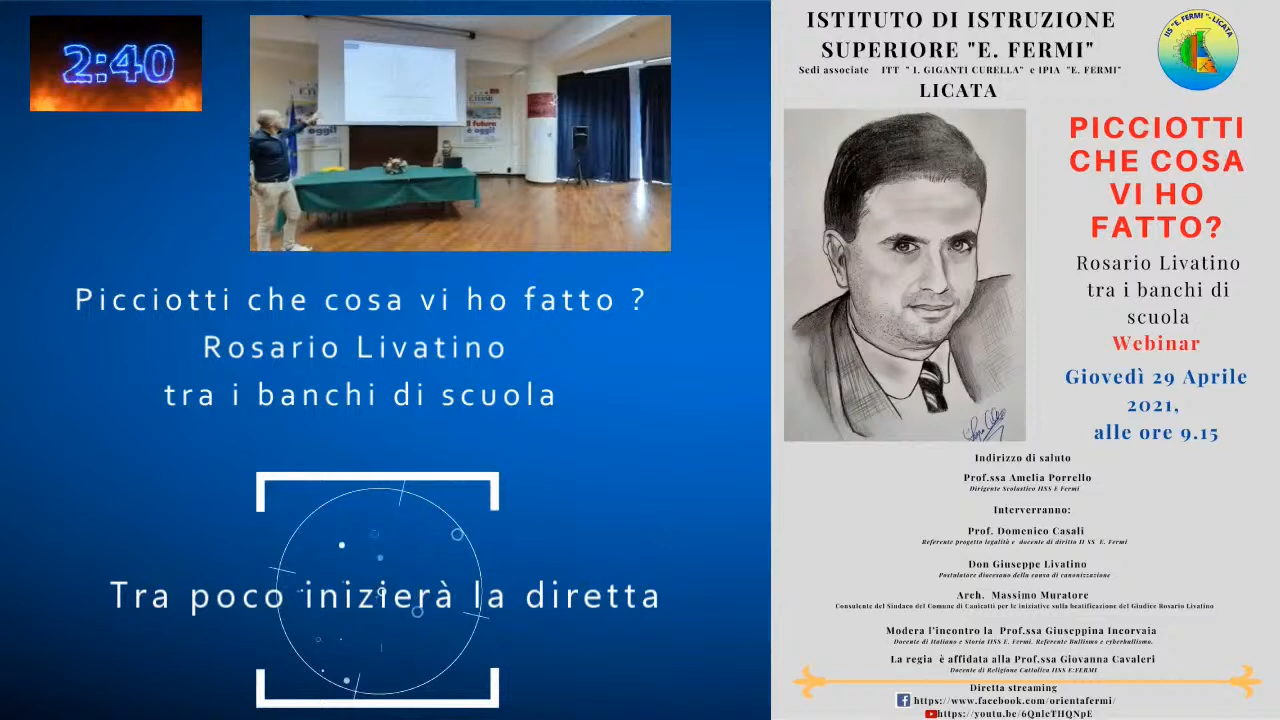 2:40
Picciotti che cosa vi ho fatto ?
Rosario Livatino
tra i banchi di scuola
Tra poco inizierà la diretta
ISTITUTO DI ISTRUZIONE
SUPERIORE "E. FERMI"
Sedi associate ITT " I. GIGANTI CURELLA" e IPIA "E. FERMI"
LICATA
IIS "E. FERMI "- LICATA
PICCIOTTI
CHE COSA
VI HO
FATTO?
Rosario Livatino
tra i banchi di
scuola
Webinar
Giovedì 29 Aprile
2021,
alle ore 9.15
Indirizzo di saluto
Prof.ssa Amelia Porrello
Dirigente Scolastico IISS E Fermi
Interverranno:
Prof. Domenico Casalì
Referente progetto legalità e docente di diritto II SS E. Fermi
Don Giuseppe Livatino
Postulatore diocesano della causa di canonizzazione
Arch. Massimo Muratore
Consulente del Sindaco del Comune di Canicattì per le iniziative sulla beatificazione del Giudice Rosario Livatino
Modera l'incontro la Prof.ssa Giuseppina Incorvaia
Docente di Italiano e Storia IISS E. Fermi. Referente Bullismo e cyberbullismo.
La regia è affidata alla Prof.ssa Giovanna Cavaleri
Docente di Religione Cattolica IISS E:FERMI
Diretta streaming
https://www.facebook.com/orientafermi/
https://youtu.be/6QnleTHQNpE